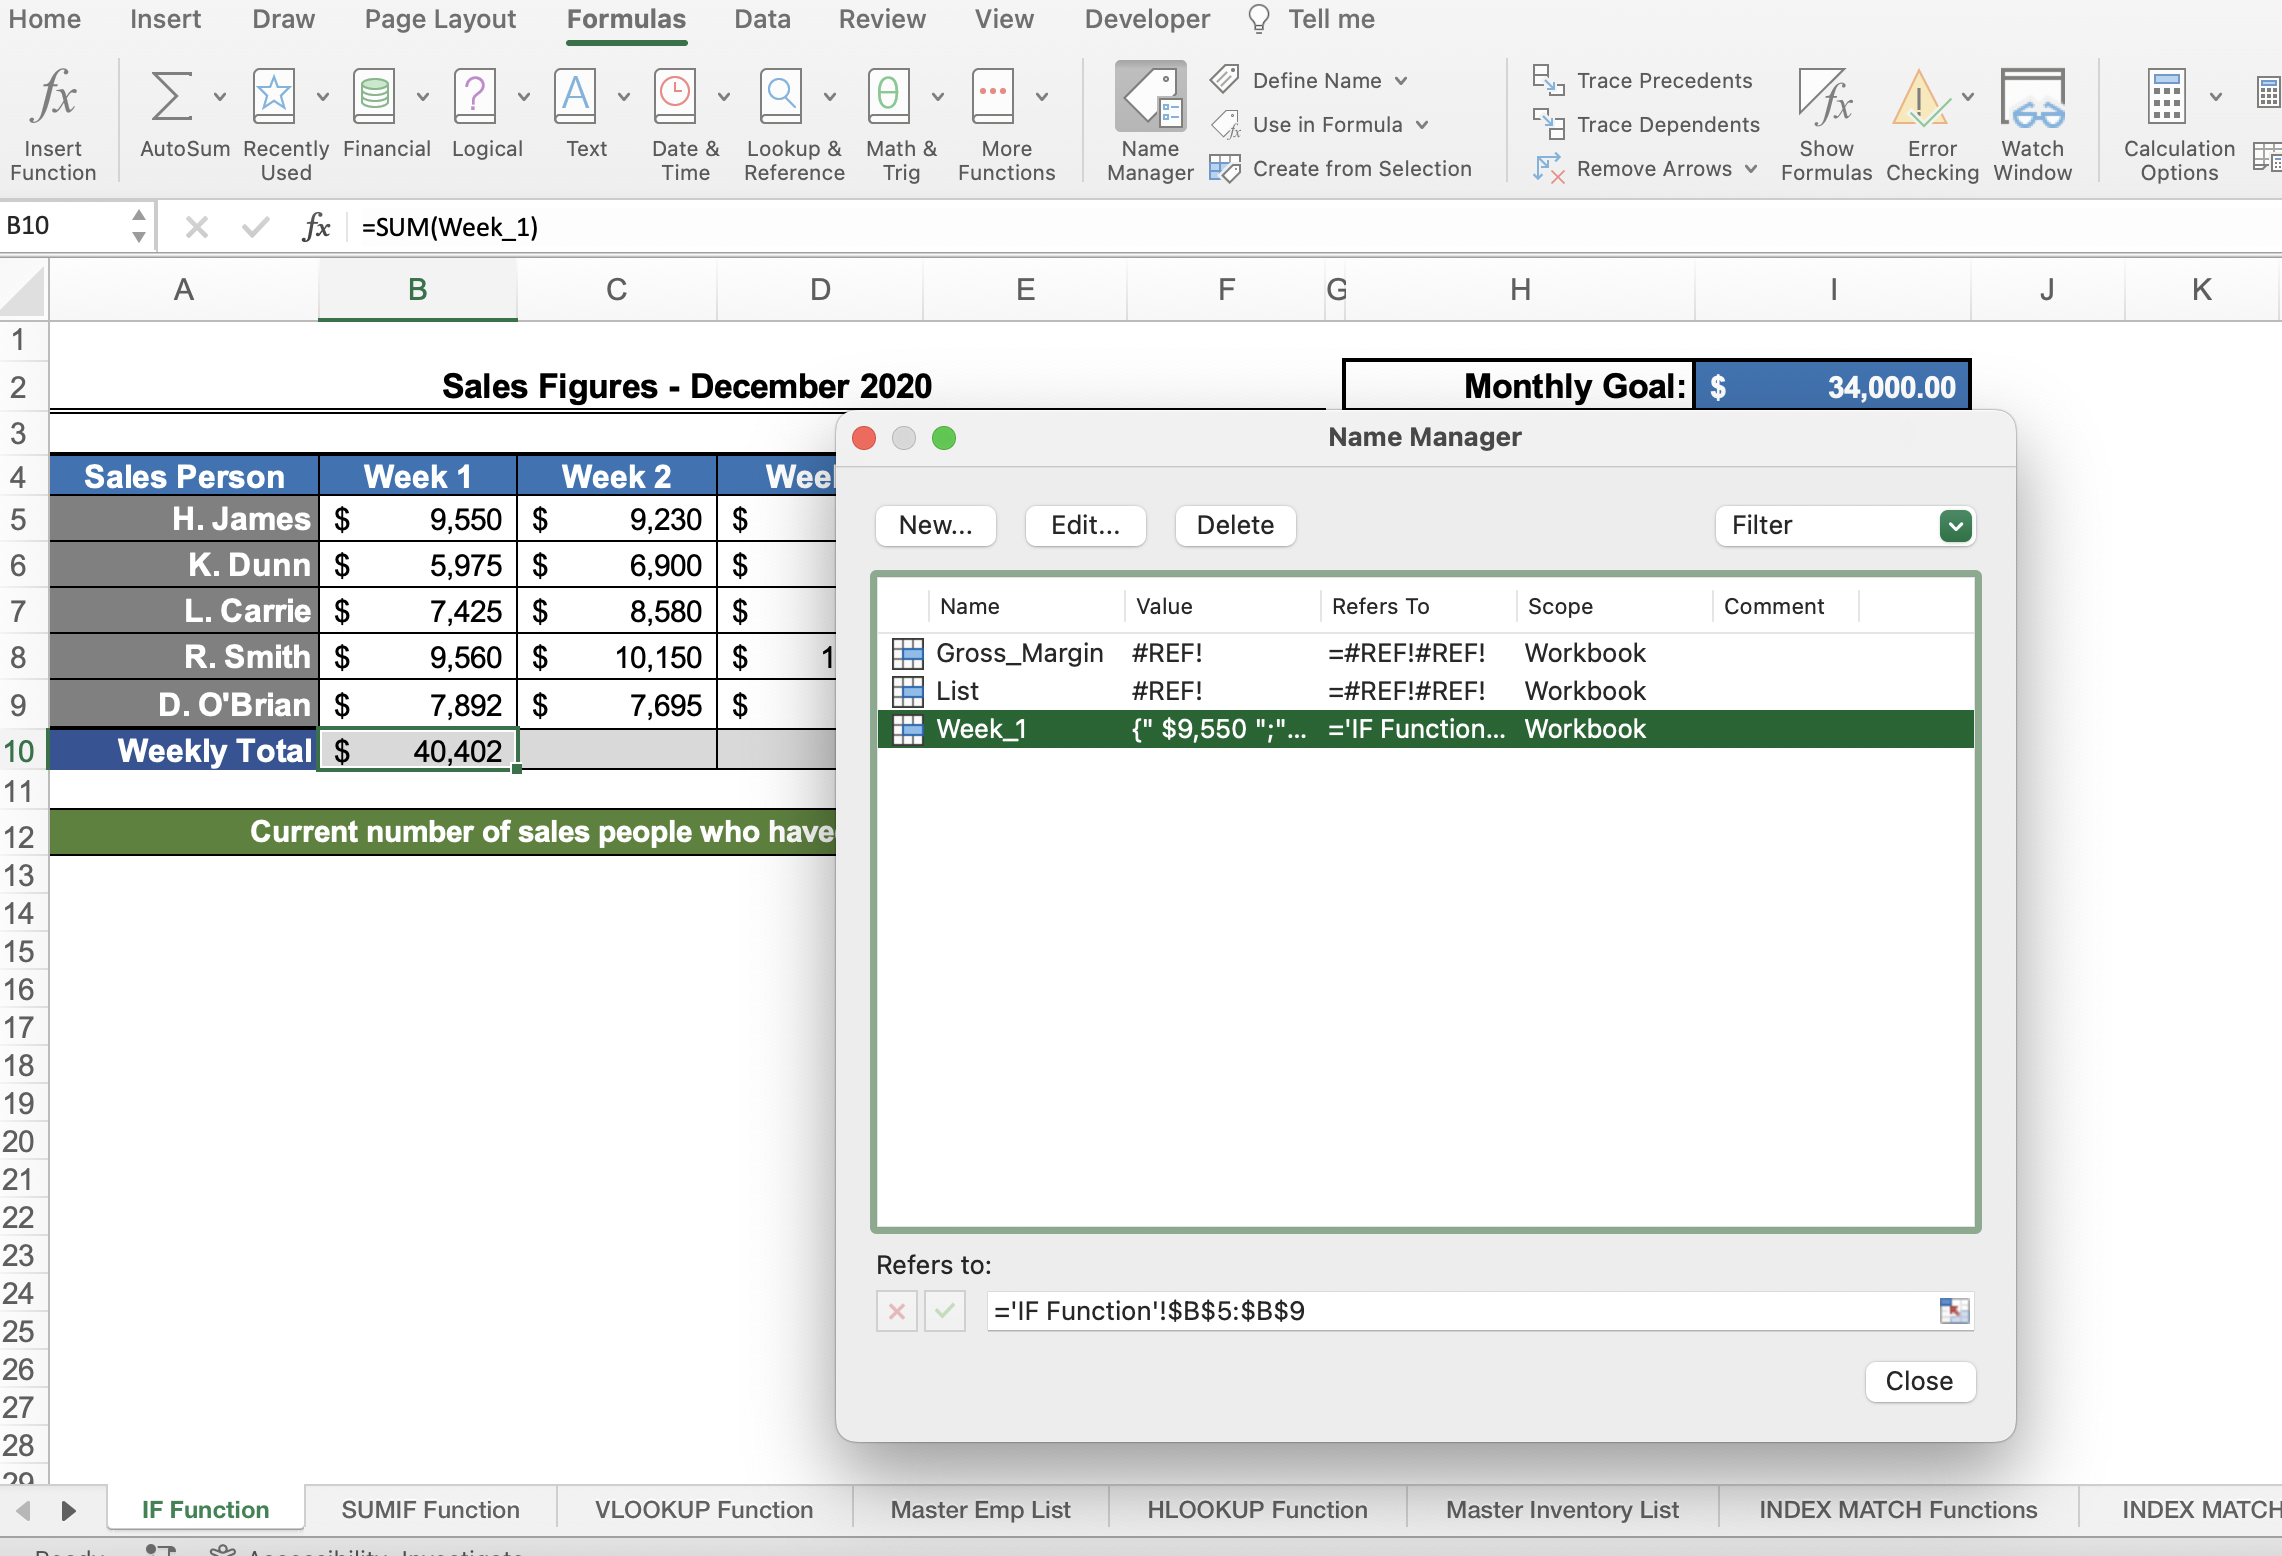 Home Insert Draw Page Layout Formulas Data Review View Developer Tell me
fx Σ ? A θ
Insert Function AutoSum Recently Used Financial Logical Text Date & Time Lookup & Reference Math & Trig More Functions Name Manager
Define Name
Use in Formula
Create from Selection
Trace Precedents
Trace Dependents
Remove Arrows
Show Formulas Error Checking Watch Window Calculation Options
B10 fx =SUM(Week_1)
A B C D E F G H I J K
1
2 Sales Figures - December 2020 Monthly Goal: $ 34,000.00
3
4 Sales Person Week 1 Week 2
5 H. James $ 9,550 $ 9,230 $
6 K. Dunn $ 5,975 $ 6,900 $
7 L. Carrie $ 7,425 $ 8,580 $
8 R. Smith $ 9,560 $ 10,150 $ 1
9 D. O'Brian $ 7,892 $ 7,695 $
10 Weekly Total $ 40,402
11
12 Current number of sales people who have
13
14
15
16
17
18
19
20
21
22
23
24
25
26
27
28
29
Name Manager
New... Edit... Delete Filter
Name Value Refers To Scope Comment
Gross_Margin #REF! =#REF!#REF! Workbook
List #REF! =#REF!#REF! Workbook
Week_1 {" $9,550 ";"... ='IF Function... Workbook
Refers to:
='IF Function'!$B$5:$B$9
Close
IF Function SUMIF Function VLOOKUP Function Master Emp List HLOOKUP Function Master Inventory List INDEX MATCH Functions INDEX MATCH
Ready Accessibility: Investigate